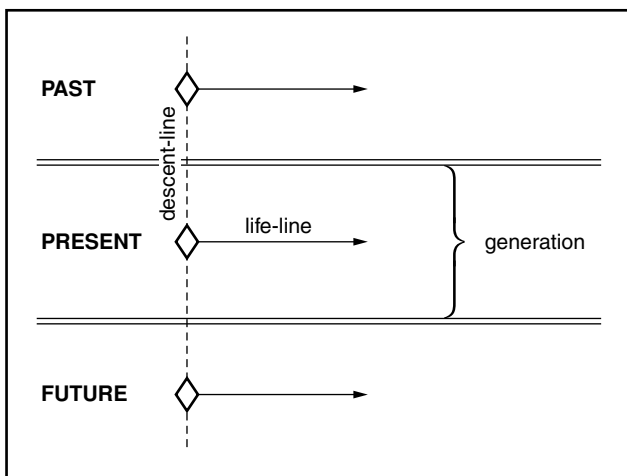 PAST
descent-line
PRESENT
life-line
generation
FUTURE